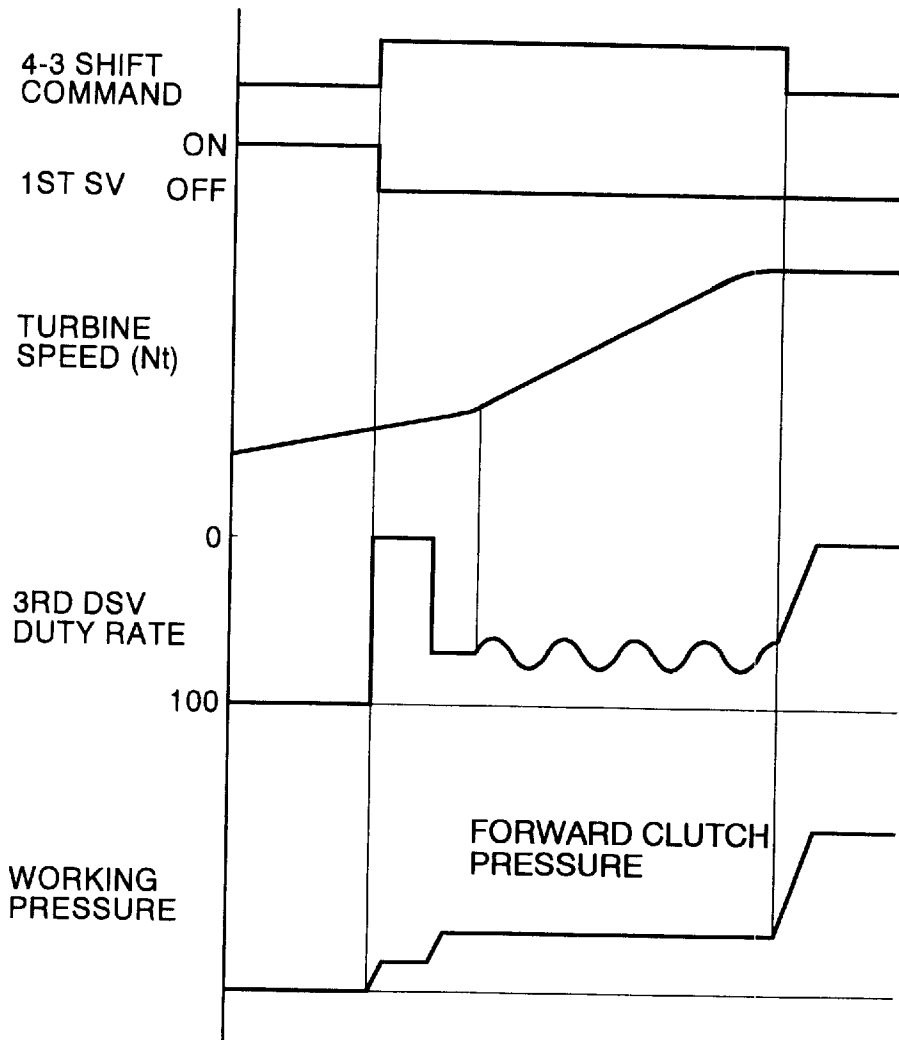 4-3 SHIFT
COMMAND
ON
1ST SV OFF
TURBINE
SPEED (Nt)
0
3RD DSV
DUTY RATE
100
FORWARD CLUTCH
PRESSURE
WORKING
PRESSURE